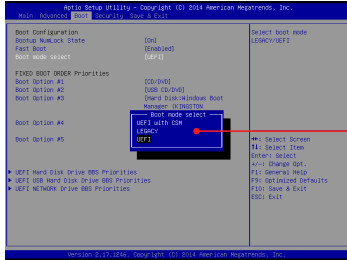 Aptio Setup Utility - Copyright (C) 2014 American Megatrends, Inc.
Main Advanced Boot Security Save & Exit
Boot Configuration
Bootup NumLock State [On]
Fast Boot [Enabled]
Boot mode select [UEFI]
FIXED BOOT ORDER Priorities
Boot Option #1 [CD/DVD]
Boot Option #2 [USB CD/DVD]
Boot Option #3 [Hard Disk:Windows Boot
Manager (KINGSTON
Boot Option #4
Boot Option #5
Boot mode select
UEFI with CSM
LEGACY
UEFI
UEFI Hard Disk Drive BBS Priorities
UEFI USB Hard Disk Drive BBS Priorities
UEFI NETWORK Drive BBS Priorities
Select boot mode
LEGACY/UEFI
: Select Screen
: Select Item
Enter: Select
+/-: Change Opt.
F1: General Help
F9: Optimized Defaults
F10: Save & Exit
ESC: Exit
Version 2.17.1246. Copyright (C) 2014 American Megatrends, Inc.